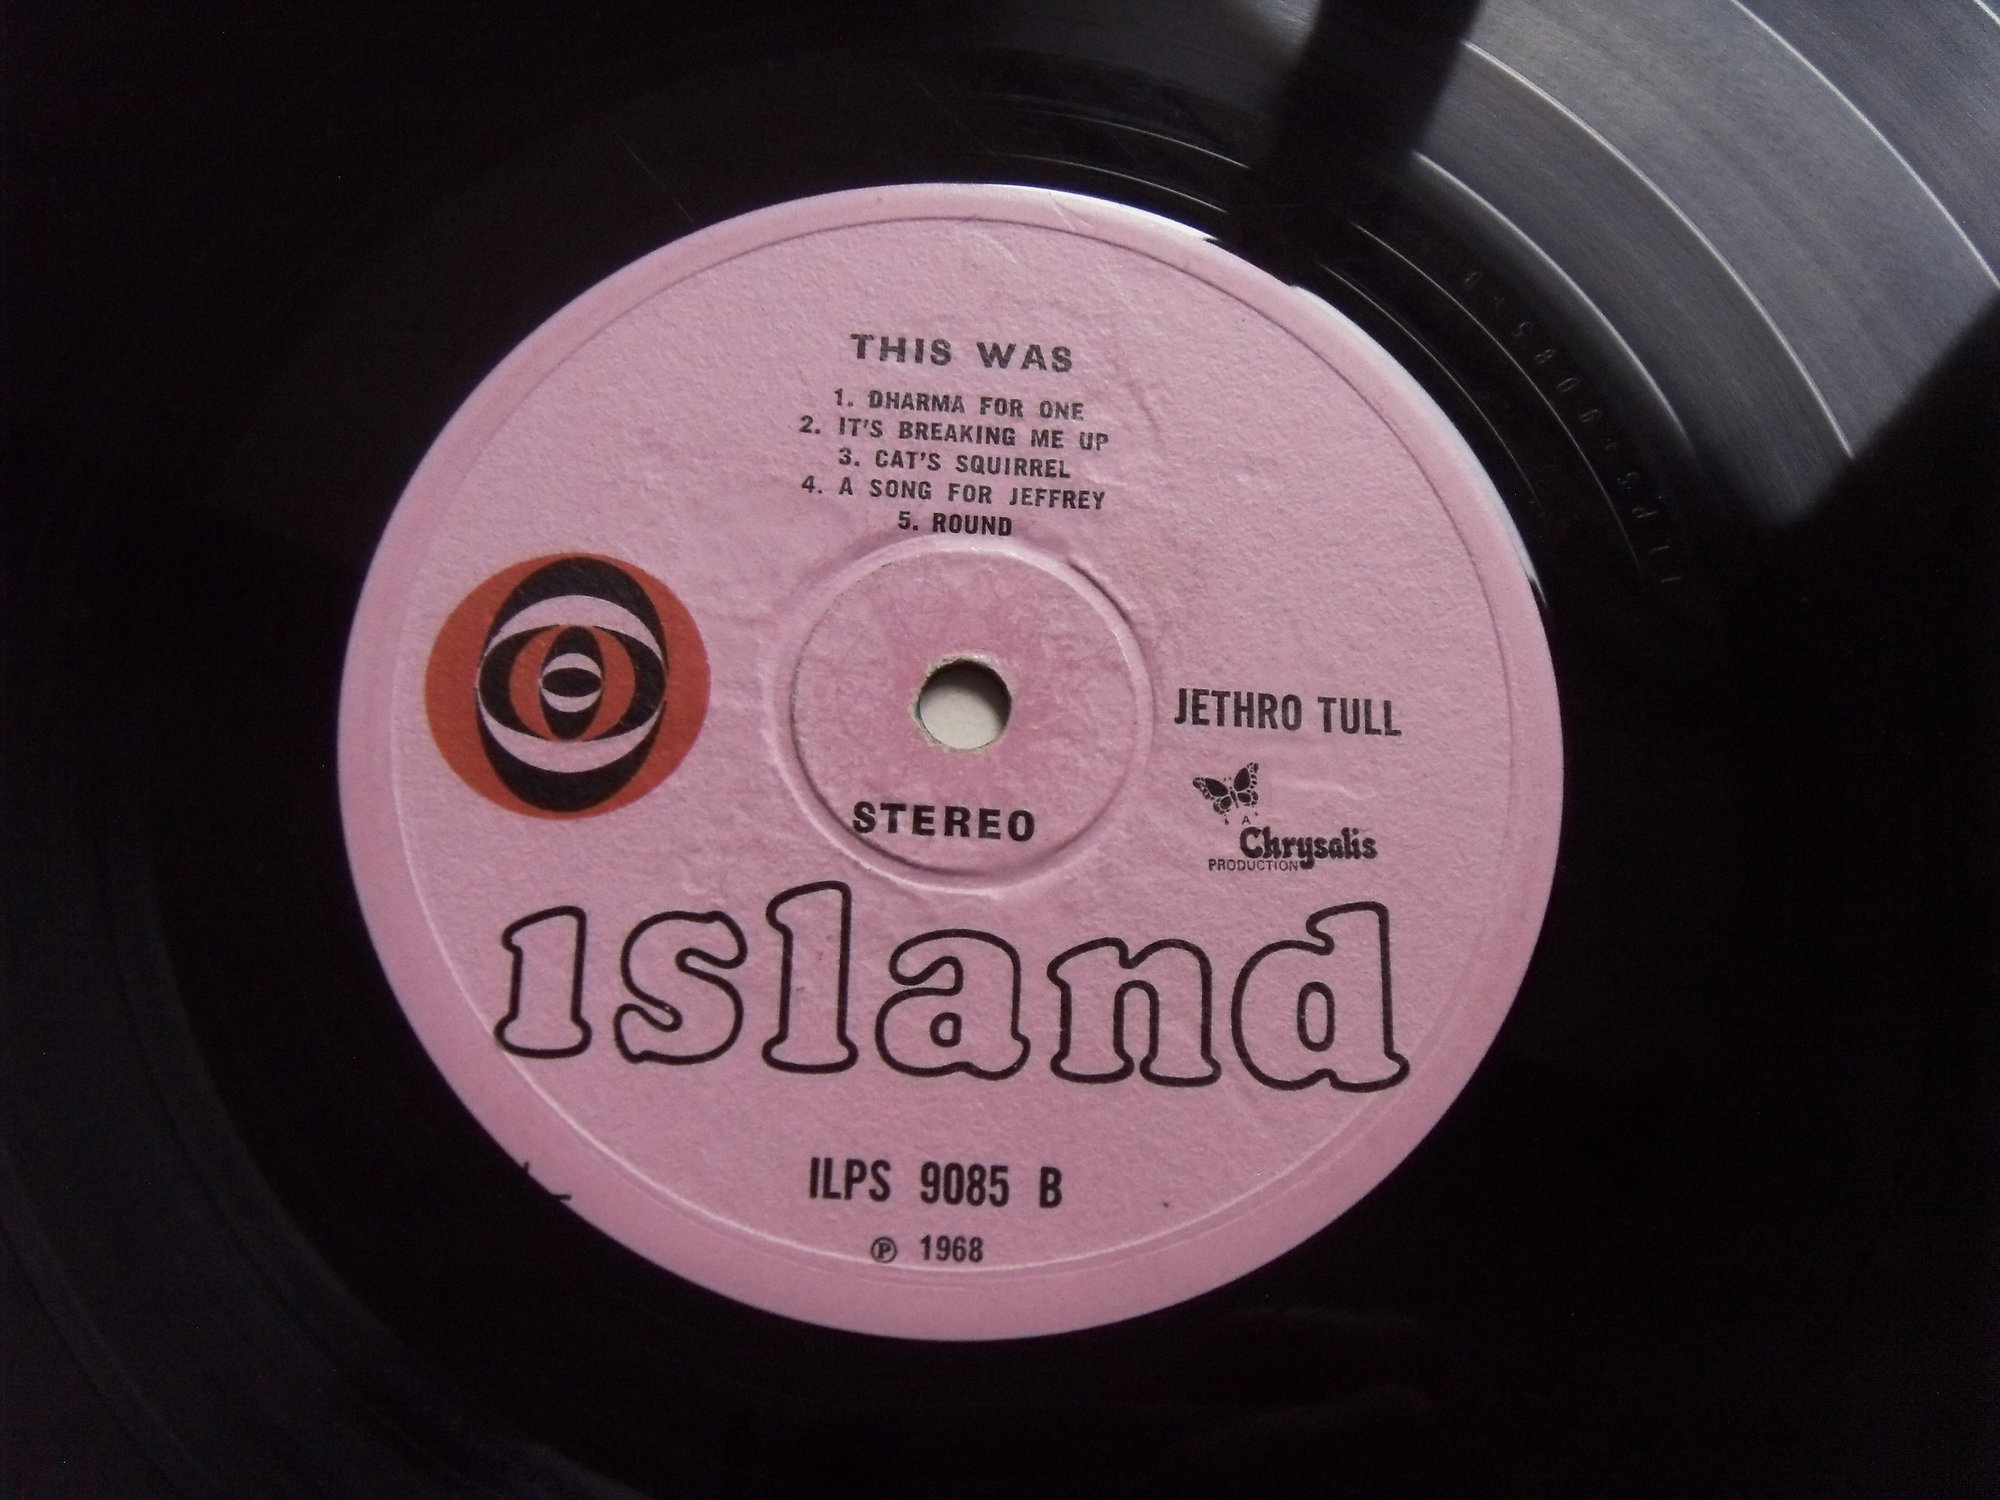 THIS WAS
1. DHARMA FOR ONE
2. IT'S BREAKING ME UP
3. CAT'S SQUIRREL
4. A SONG FOR JEFFREY
5. ROUND
JETHRO TULL
A
Chrysalis
PRODUCTION
STEREO
island
ILPS 9085 B
℗ 1968